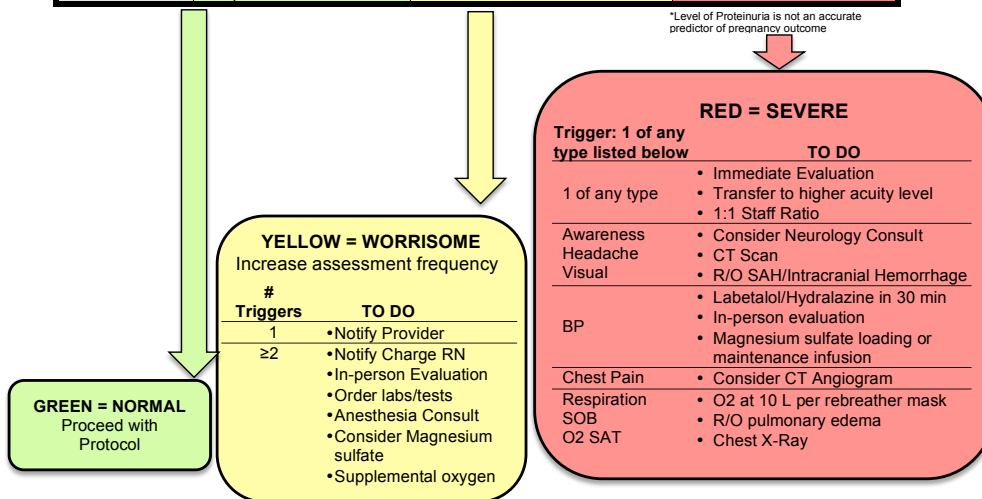 *Level of Proteinuria is not an accurate
predictor of pregnancy outcome
RED = SEVERE
Trigger: 1 of any
type listed below
TO DO
1 of any type
• Immediate Evaluation
• Transfer to higher acuity level
• 1:1 Staff Ratio
Awareness
Headache
Visual
• Consider Neurology Consult
• CT Scan
• R/O SAH/Intracranial Hemorrhage
BP
• Labetalol/Hydralazine in 30 min
• In-person evaluation
• Magnesium sulfate loading or
maintenance infusion
Chest Pain
• Consider CT Angiogram
Respiration
SOB
O2 SAT
• O2 at 10 L per rebreather mask
• R/O pulmonary edema
• Chest X-Ray
YELLOW = WORRISOME
Increase assessment frequency
#
Triggers
TO DO
1
•Notify Provider
≥2
•Notify Charge RN
•In-person Evaluation
•Order labs/tests
•Anesthesia Consult
•Consider Magnesium
sulfate
•Supplemental oxygen
GREEN = NORMAL
Proceed with
Protocol